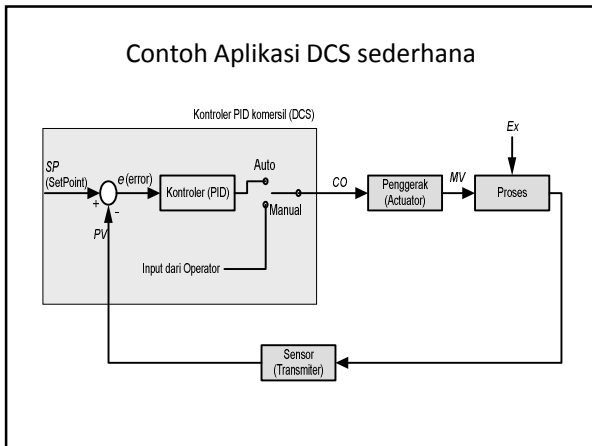 Contoh Aplikasi DCS sederhana
Kontroler PID komersil (DCS)
Ex
SP
(SetPoint)
e(error)
Auto
Kontroler (PID)
CO
Penggerak
(Actuator)
MV
Proses
+
-
Manual
PV
Input dari Operator
Sensor
(Transmiter)